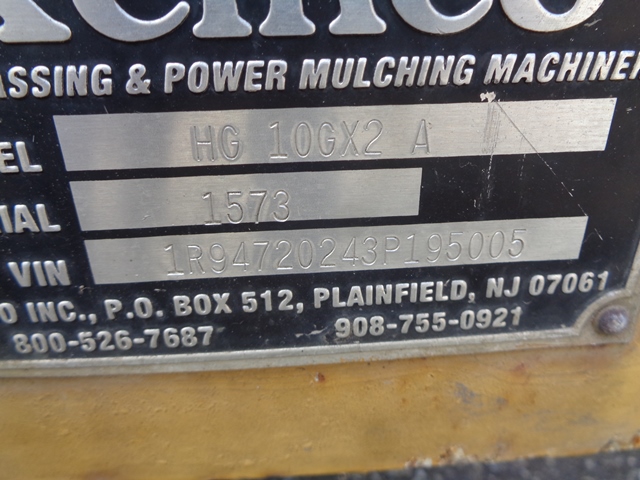 ASSING & POWER MULCHING MACHINER
EL HG 10GX2 A
IAL 1573
VIN 1R94720243P195005
O INC., P.O. BOX 512, PLAINFIELD, NJ 07061
800-526-7687 908-755-0921